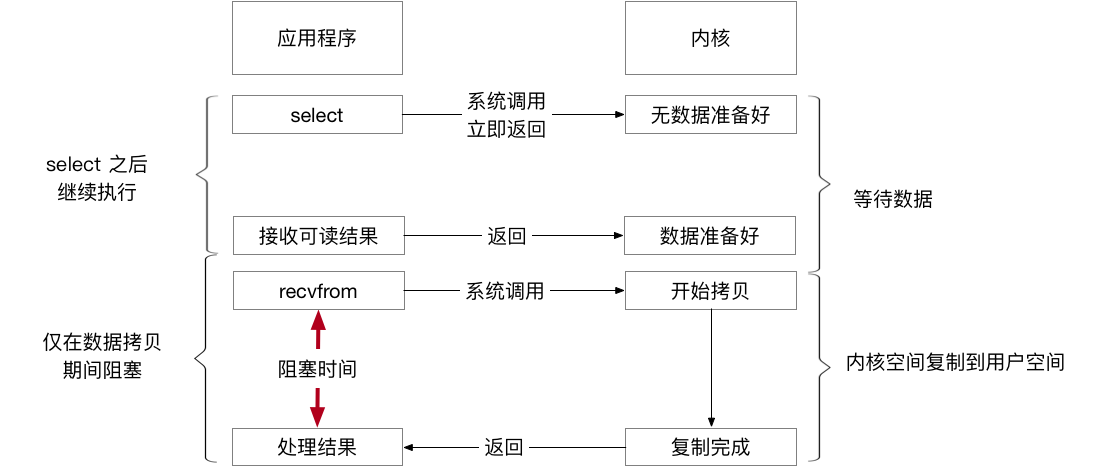 应用程序
内核
select
系统调用
立即返回
无数据准备好
select 之后
继续执行
等待数据
接收可读结果
返回
数据准备好
recvfrom
系统调用
开始拷贝
仅在数据拷贝
期间阻塞
阻塞时间
内核空间复制到用户空间
处理结果
返回
复制完成